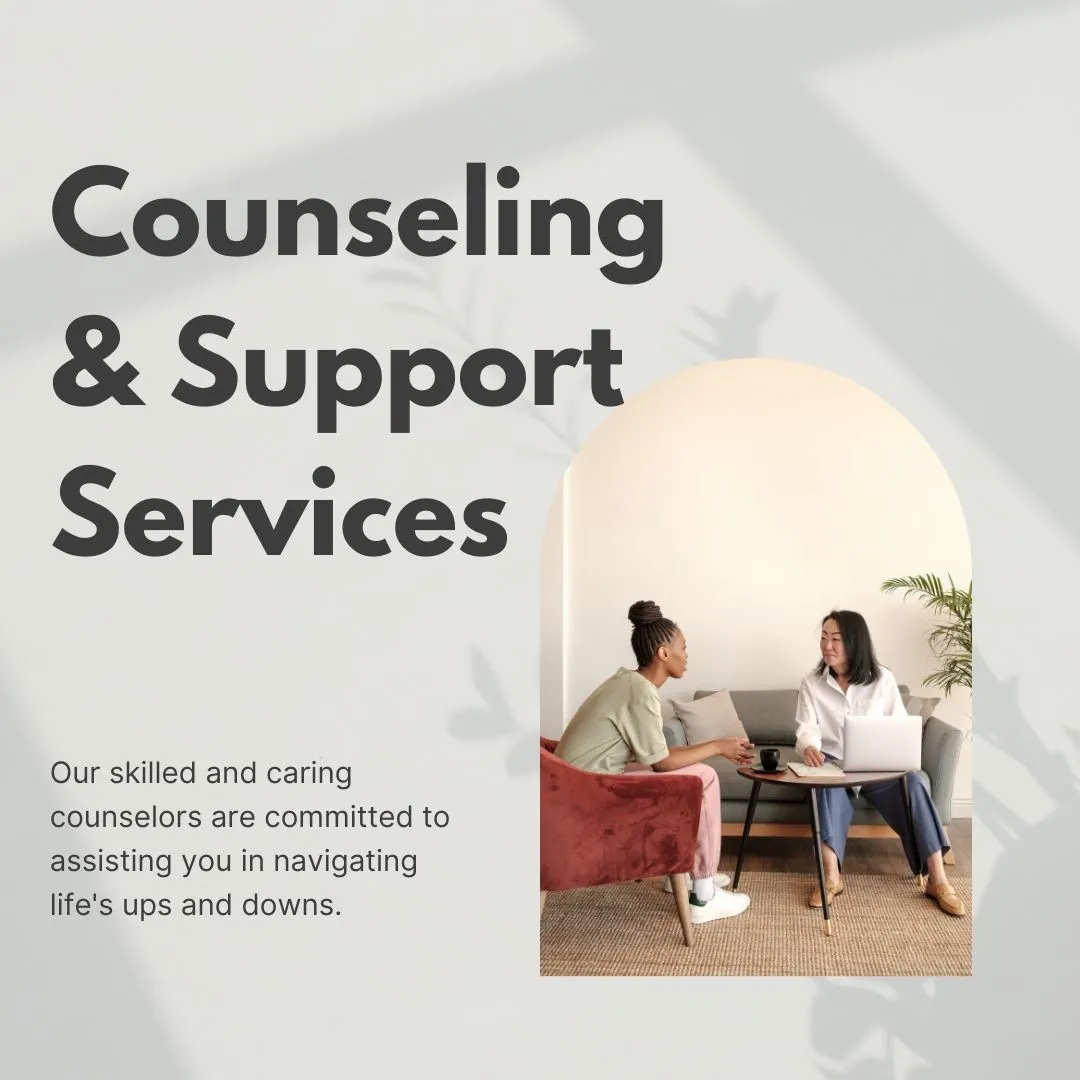 Counseling
& Support
Services
Our skilled and caring
counselors are committed to
assisting you in navigating
life's ups and downs.